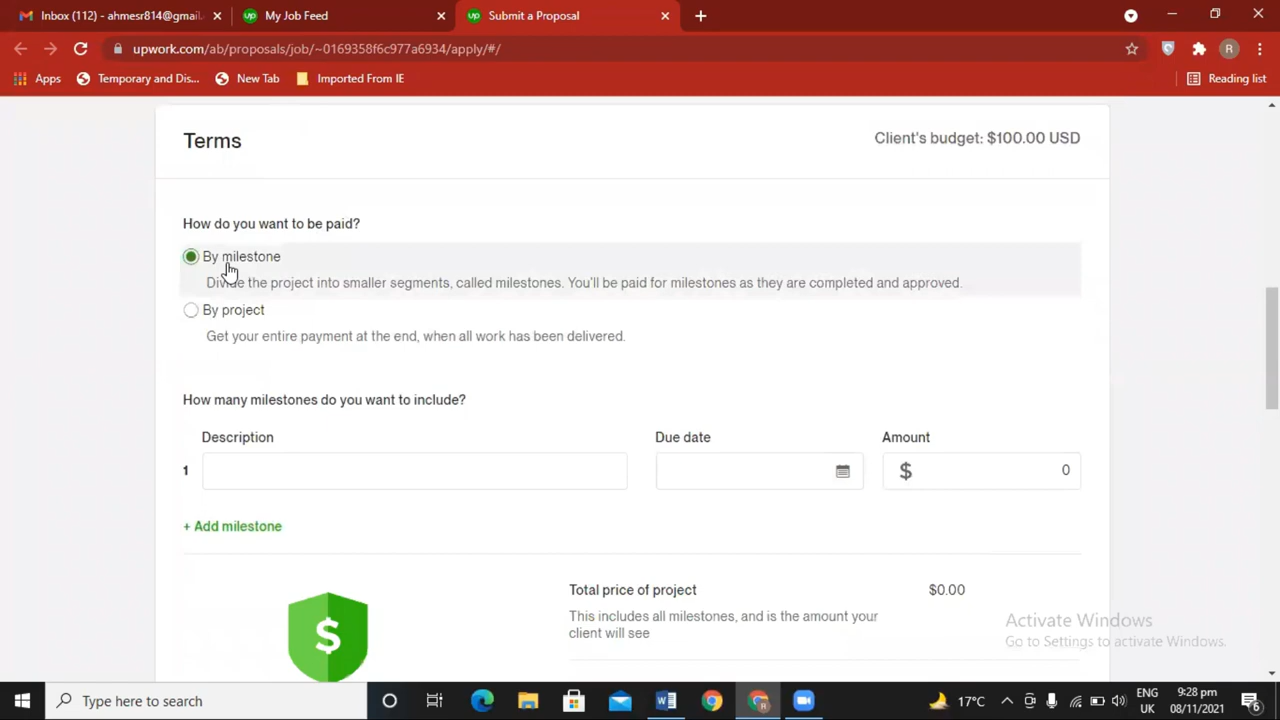 Inbox (112) - ahmesr814@gmail
My Job Feed
Submit a Proposal
upwork.com/ab/proposals/job/~0169358f6c977a6934/apply/#/
R
Apps
Temporary and Dis...
New Tab
Imported From IE
Reading list
Terms
Client's budget: $100.00 USD
How do you want to be paid?
By milestone
Divide the project into smaller segments, called milestones. You'll be paid for milestones as they are completed and approved.
By project
Get your entire payment at the end, when all work has been delivered.
How many milestones do you want to include?
Description
Due date
Amount
1
$
0
+ Add milestone
$
Total price of project
$0.00
This includes all milestones, and is the amount your
client will see
Activate Windows
Go to Settings to activate Windows.
Type here to search
17°C
ENG
UK
9:28 pm
08/11/2021
6